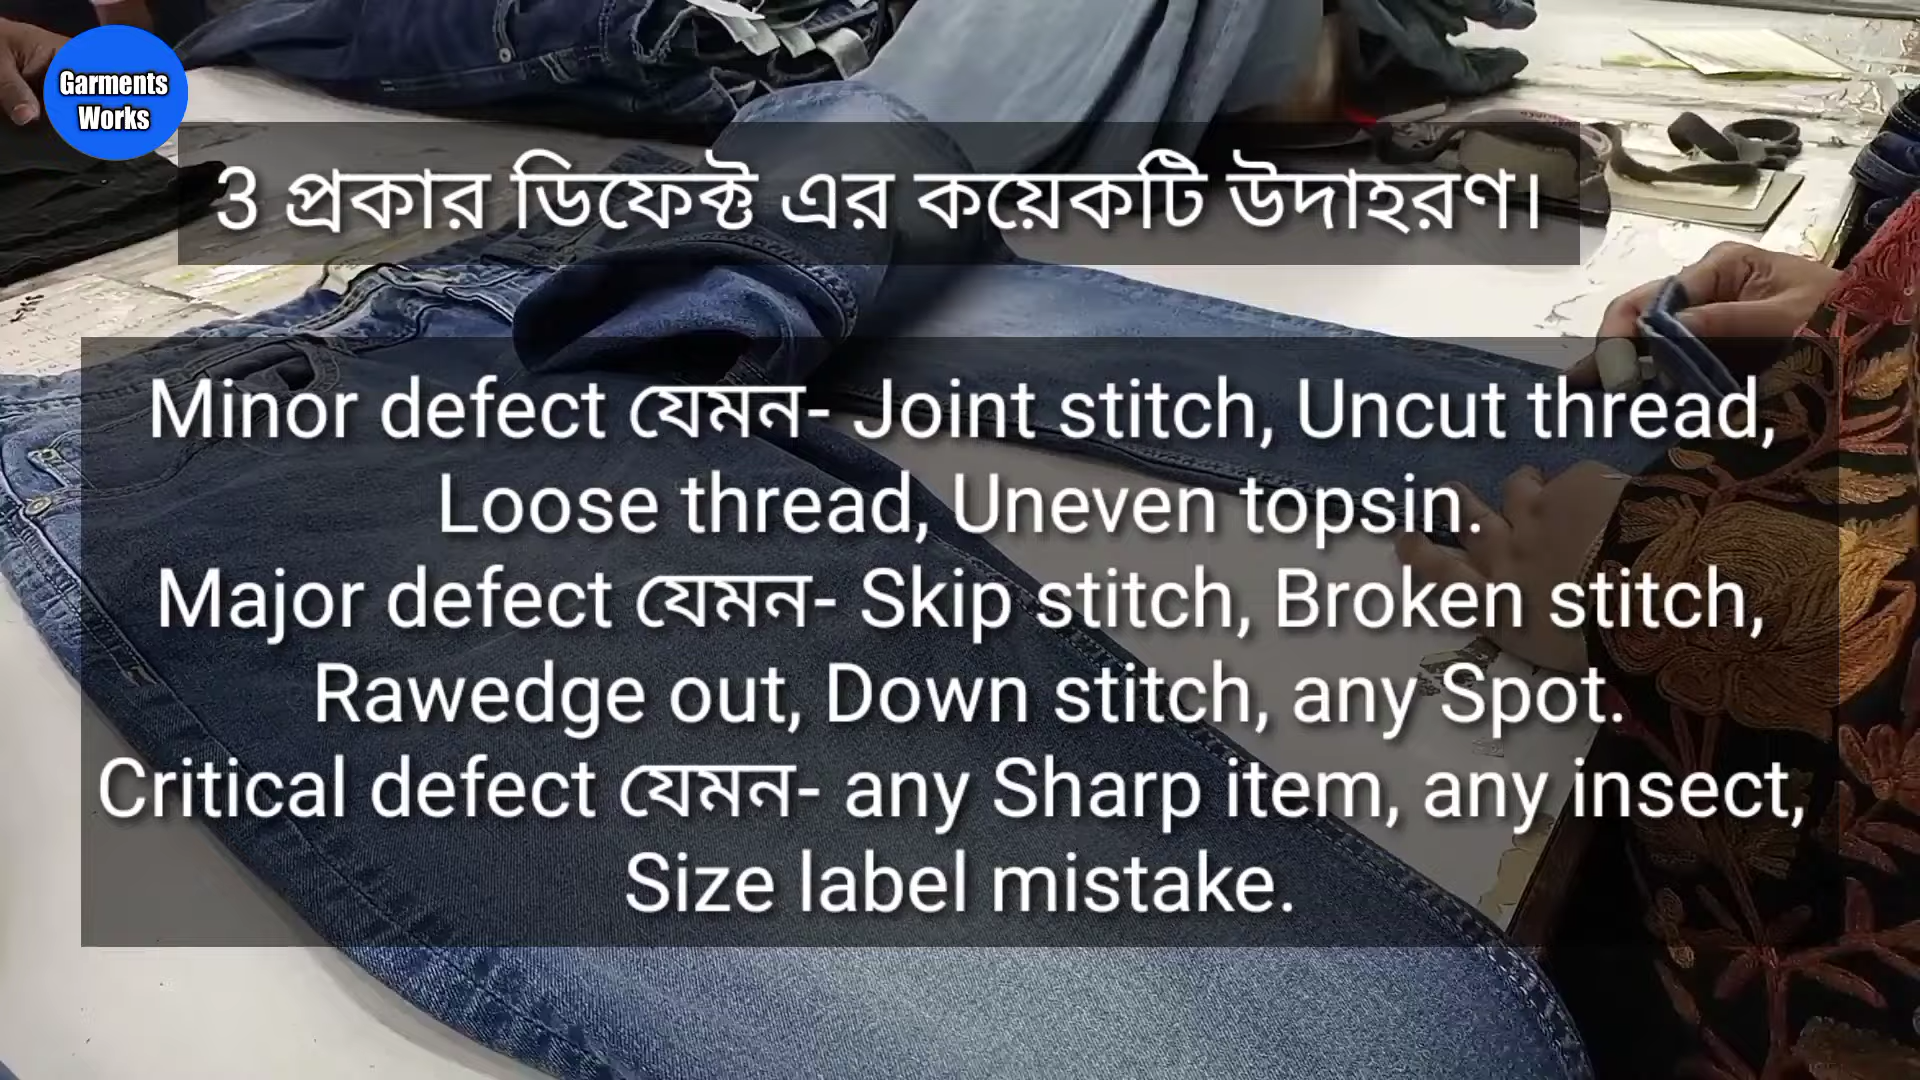 Garments
Works
3 প্রকার ডিফেক্ট এর কয়েকটি উদাহরণ।
Minor defect যেমন- Joint stitch, Uncut thread,
Loose thread, Uneven topsin.
Major defect যেমন- Skip stitch, Broken stitch,
Rawedge out, Down stitch, any Spot.
Critical defect যেমন- any Sharp item, any insect,
Size label mistake.